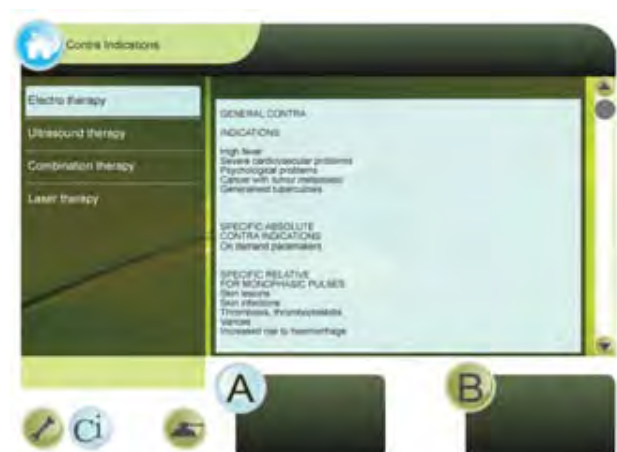 Contra Indications
Electro therapy
Ultrasound therapy
Combination therapy
Laser therapy
GENERAL CONTRA
INDICATIONS
High fever
Severe cardiovascular problems
Psychological problems
Cancer with tumor metastasis
Generalised tuberculosis
SPECIFIC ABSOLUTE
CONTRA INDICATIONS
On demand pacemakers
SPECIFIC RELATIVE
FOR MONOPHASIC PULSES
Skin lesions
Skin infections
Thrombosis, thrombophlebitis
Varices
Increased rise to haemorrhage
A
B
Ci